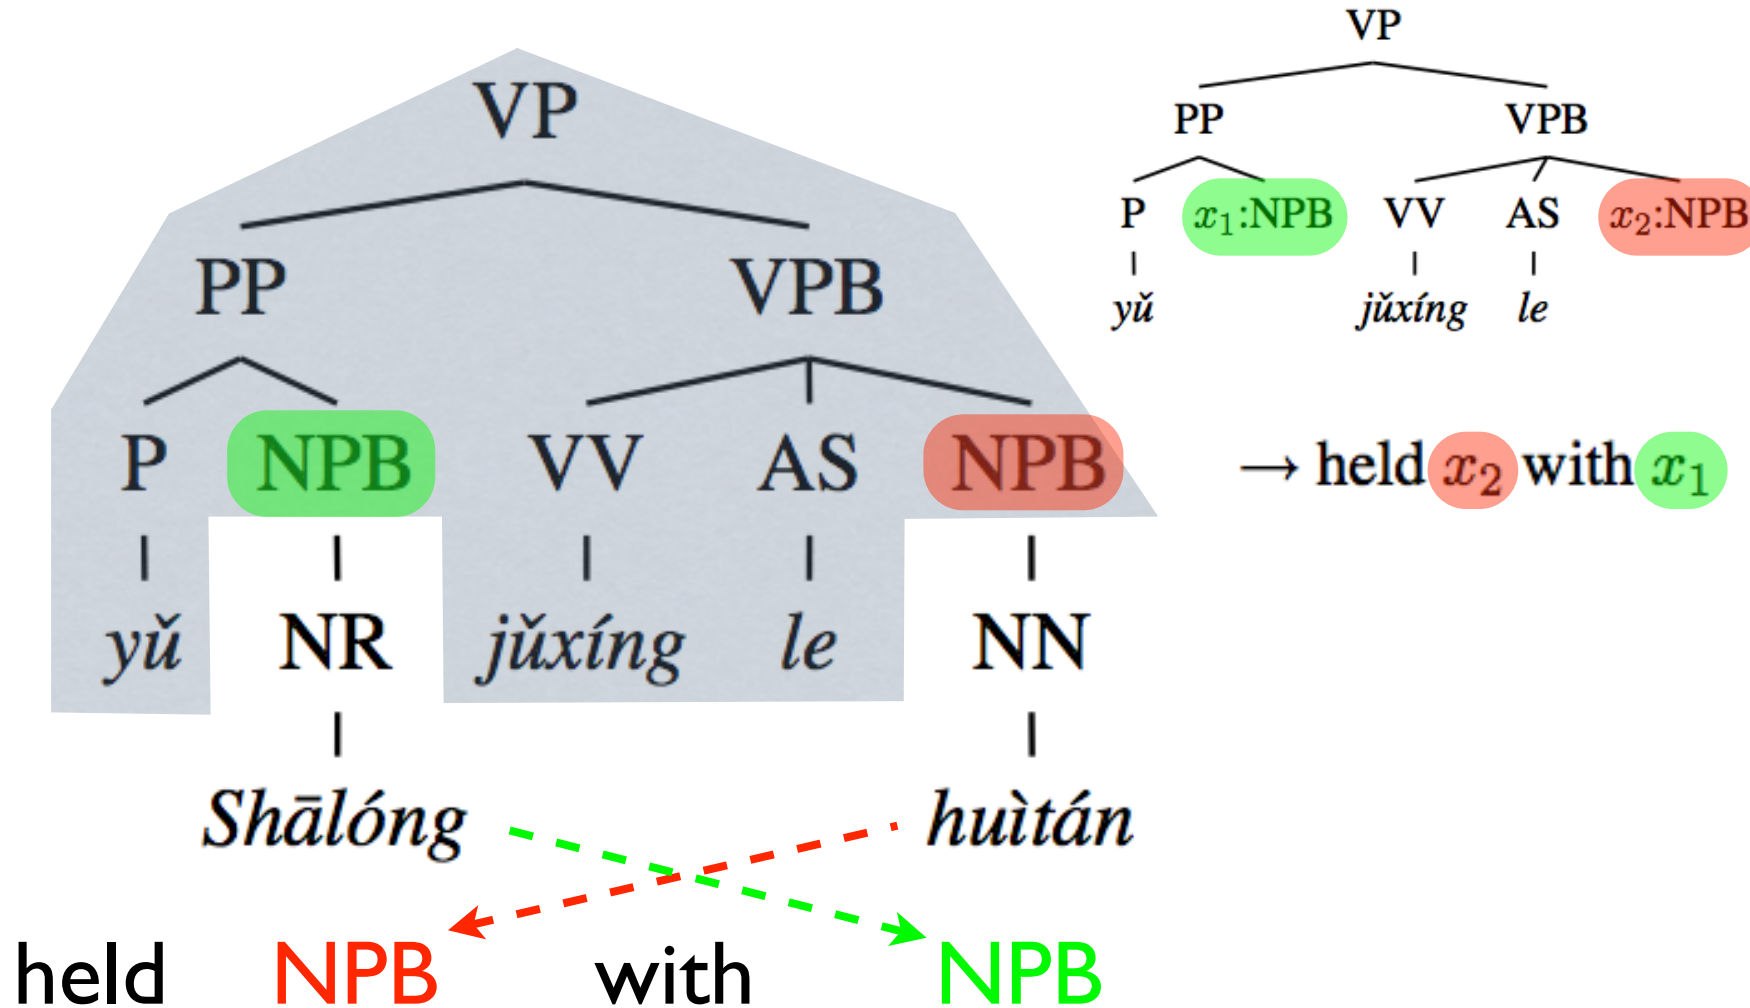 VP
PP VPB
P NPB VV AS NPB
yǔ NR jǔxíng le NN
Shālóng huìtán
held NPB with NPB
VP
PP VPB
P x₁:NPB VV AS x₂:NPB
yǔ jǔxíng le
→ held x₂ with x₁